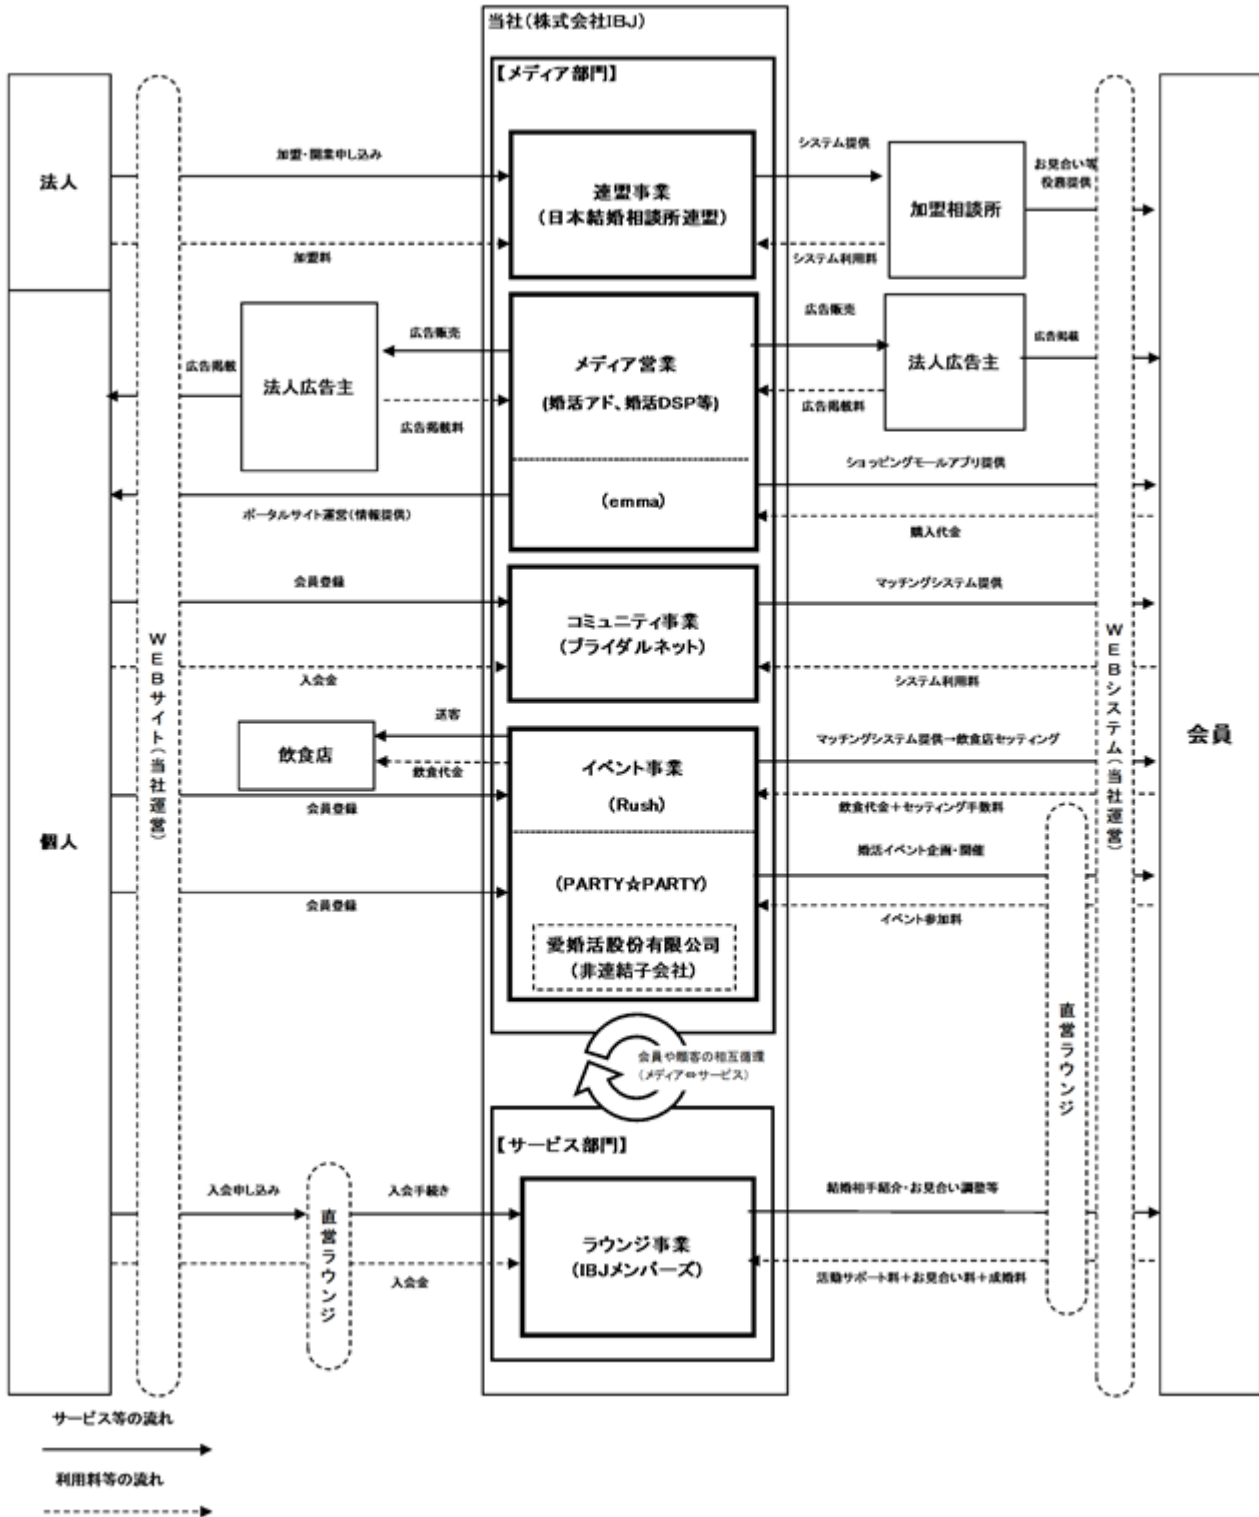 当社(株式会社IBJ)
【メディア部門】
法人
加盟・開業申し込み
加盟料
連盟事業
(日本結婚相談所連盟)
システム提供
システム利用料
加盟相談所
お見合い等
役務提供
広告掲載
法人広告主
広告販売
広告掲載料
メディア営業
(婚活アド、婚活DSP等)
広告販売
広告掲載料
法人広告主
広告掲載
ポータルサイト運営(情報提供)
(emma)
ショッピングモールアプリ提供
購入代金
会員登録
入会金
コミュニティ事業
(ブライダルネット)
マッチングシステム提供
システム利用料
WEBサイト(当社運営)
WEBシステム(当社運営)
会員
個人
飲食店
送客
飲食代金
会員登録
イベント事業
(Rush)
マッチングシステム提供→飲食店セッティング
飲食代金+セッティング手数料
会員登録
(PARTY☆PARTY)
愛婚活股份有限公司
(非連結子会社)
婚活イベント企画・開催
イベント参加料
直営ラウンジ
会員や顧客の相互循環
(メディア⇔サービス)
【サービス部門】
入会申し込み
直営ラウンジ
入会手続き
入会金
ラウンジ事業
(IBJメンバーズ)
結婚相手紹介・お見合い調整等
活動サポート料+お見合い料+成婚料
サービス等の流れ
利用料等の流れ